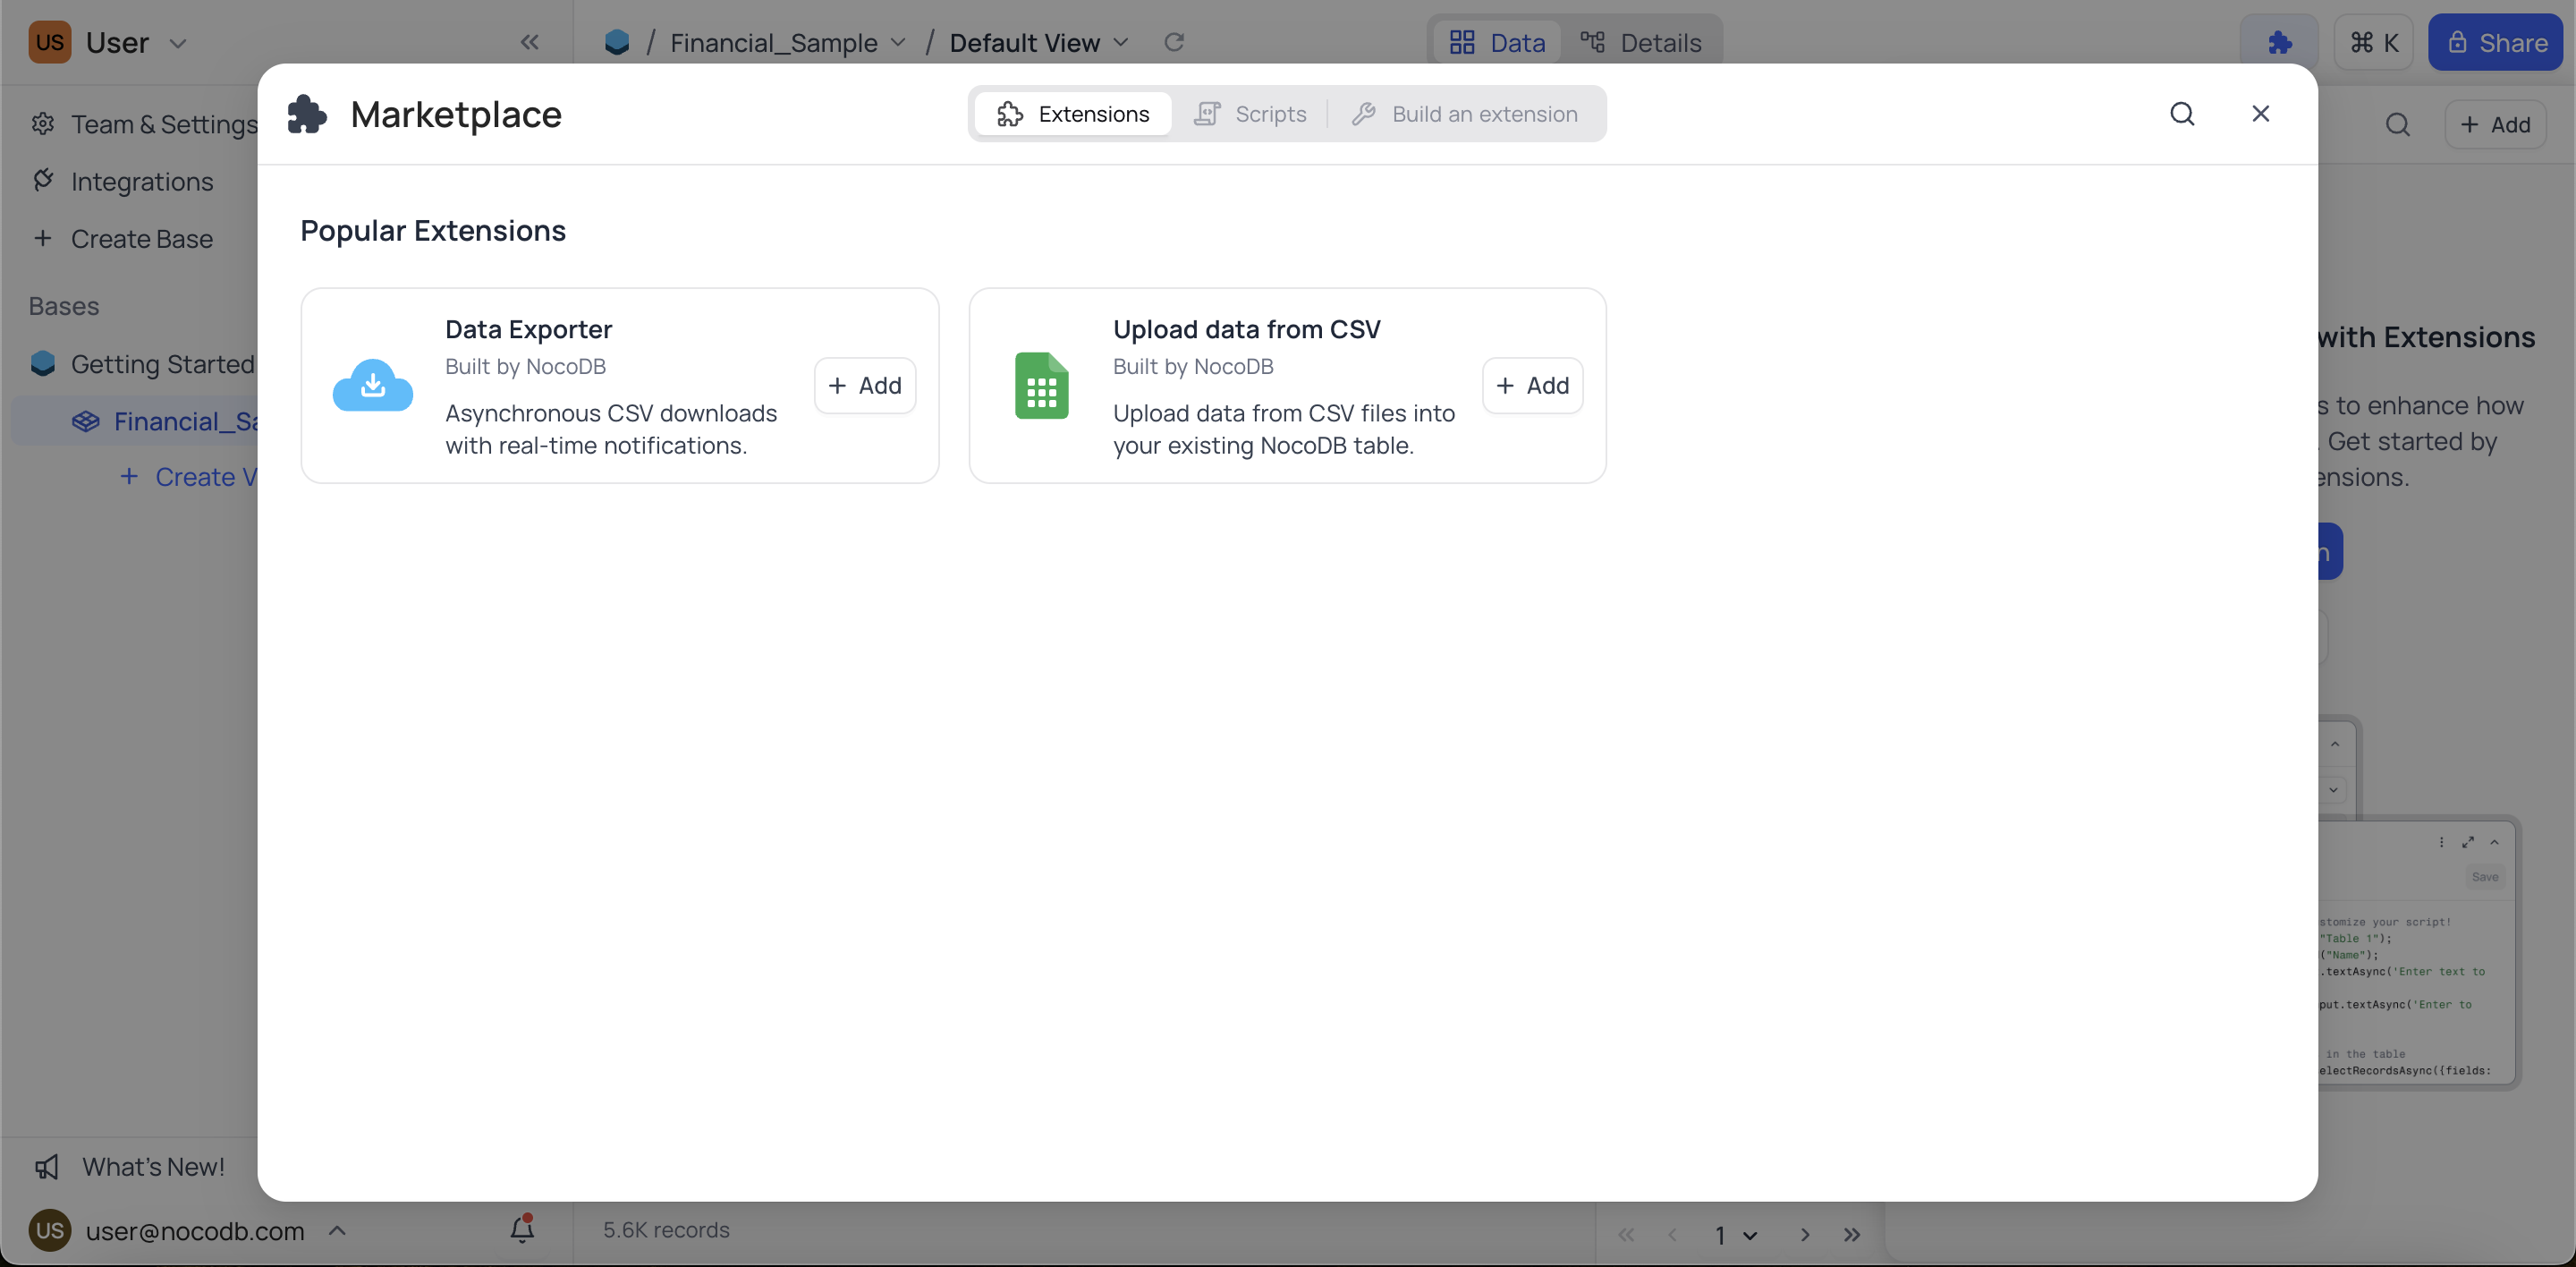 US User
/ Financial_Sample / Default View
Data Details
⌘ K Share
Team & Settings
Integrations
+ Create Base
Bases
Getting Started
Financial_Sa
+ Create V
What's New!
US user@nocodb.com
Marketplace
Extensions Scripts Build an extension
Popular Extensions
Data Exporter
Built by NocoDB
Asynchronous CSV downloads
with real-time notifications.
+ Add
Upload data from CSV
Built by NocoDB
Upload data from CSV files into
your existing NocoDB table.
+ Add
+ Add
with Extensions
s to enhance how
. Get started by
ensions.
n
Save
stomize your script!
"Table 1");
("Name");
.textAsync('Enter text to
put.textAsync('Enter to
in the table
electRecordsAsync({fields:
5.6K records
1